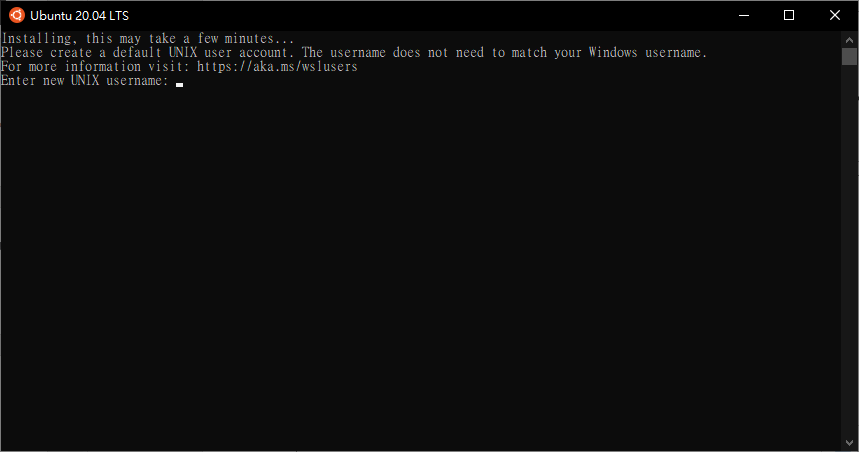 Ubuntu 20.04 LTS
Installing, this may take a few minutes...
Please create a default UNIX user account. The username does not need to match your Windows username.
For more information visit: https://aka.ms/wslusers
Enter new UNIX username: